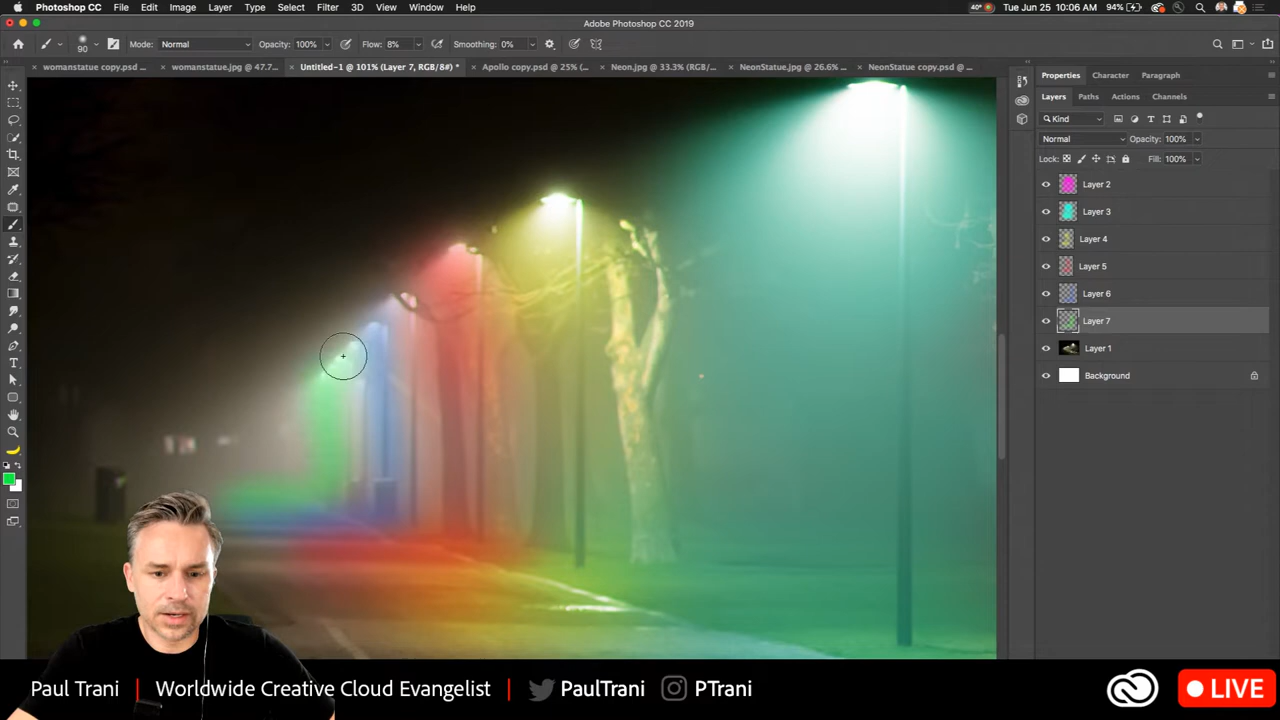 Photoshop CC File Edit Image Layer Type Select Filter 3D View Window Help 40° Tue Jun 25 10:06 AM 94%
Adobe Photoshop CC 2019
90 Mode: Normal Opacity: 100% Flow: 8% Smoothing: 0%
womanstatue copy.psd ... womanstatue.jpg @ 47.7... Untitled-1 @ 101% (Layer 7, RGB/8#) * Apollo copy.psd @ 25% (... Neon.jpg @ 33.3% (RGB/... NeonStatue.jpg @ 26.6% ... NeonStatue copy.psd @ ...
Properties Character Paragraph
Layers Paths Actions Channels
Kind
Normal Opacity: 100%
Lock: Fill: 100%
Layer 2
Layer 3
Layer 4
Layer 5
Layer 6
Layer 7
Layer 1
Background
Paul Trani | Worldwide Creative Cloud Evangelist | PaulTrani PTrani LIVE